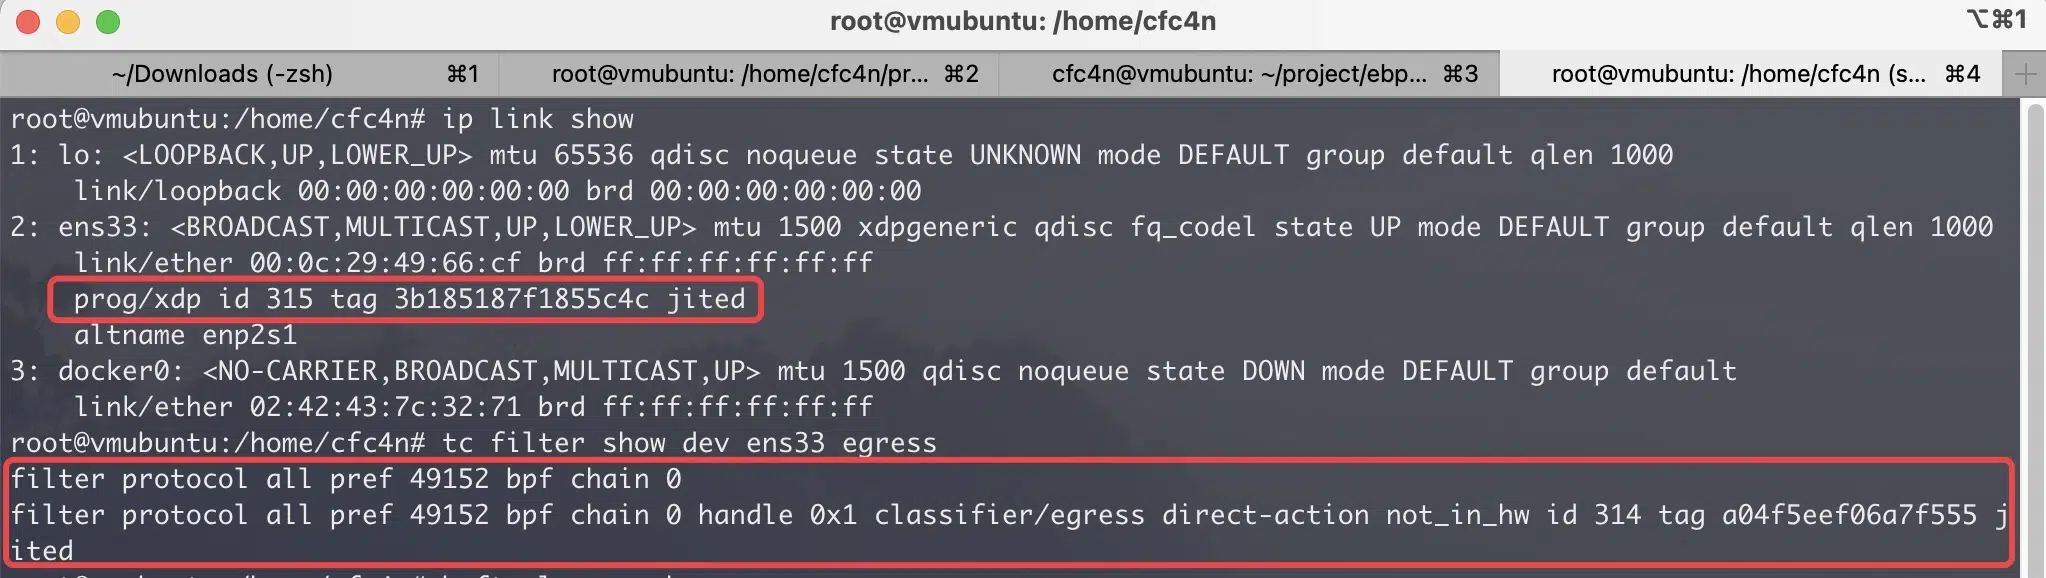 root@vmubuntu: /home/cfc4n
⌥⌘1
~/Downloads (-zsh) ⌘1 root@vmubuntu: /home/cfc4n/pr... ⌘2 cfc4n@vmubuntu: ~/project/ebp... ⌘3 root@vmubuntu: /home/cfc4n (s... ⌘4
root@vmubuntu:/home/cfc4n# ip link show
1: lo: <LOOPBACK,UP,LOWER_UP> mtu 65536 qdisc noqueue state UNKNOWN mode DEFAULT group default qlen 1000
    link/loopback 00:00:00:00:00:00 brd 00:00:00:00:00:00
2: ens33: <BROADCAST,MULTICAST,UP,LOWER_UP> mtu 1500 xdpgeneric qdisc fq_codel state UP mode DEFAULT group default qlen 1000
    link/ether 00:0c:29:49:66:cf brd ff:ff:ff:ff:ff:ff
    prog/xdp id 315 tag 3b185187f1855c4c jited
    altname enp2s1
3: docker0: <NO-CARRIER,BROADCAST,MULTICAST,UP> mtu 1500 qdisc noqueue state DOWN mode DEFAULT group default
    link/ether 02:42:43:7c:32:71 brd ff:ff:ff:ff:ff:ff
root@vmubuntu:/home/cfc4n# tc filter show dev ens33 egress
filter protocol all pref 49152 bpf chain 0
filter protocol all pref 49152 bpf chain 0 handle 0x1 classifier/egress direct-action not_in_hw id 314 tag a04f5eef06a7f555 j
ited